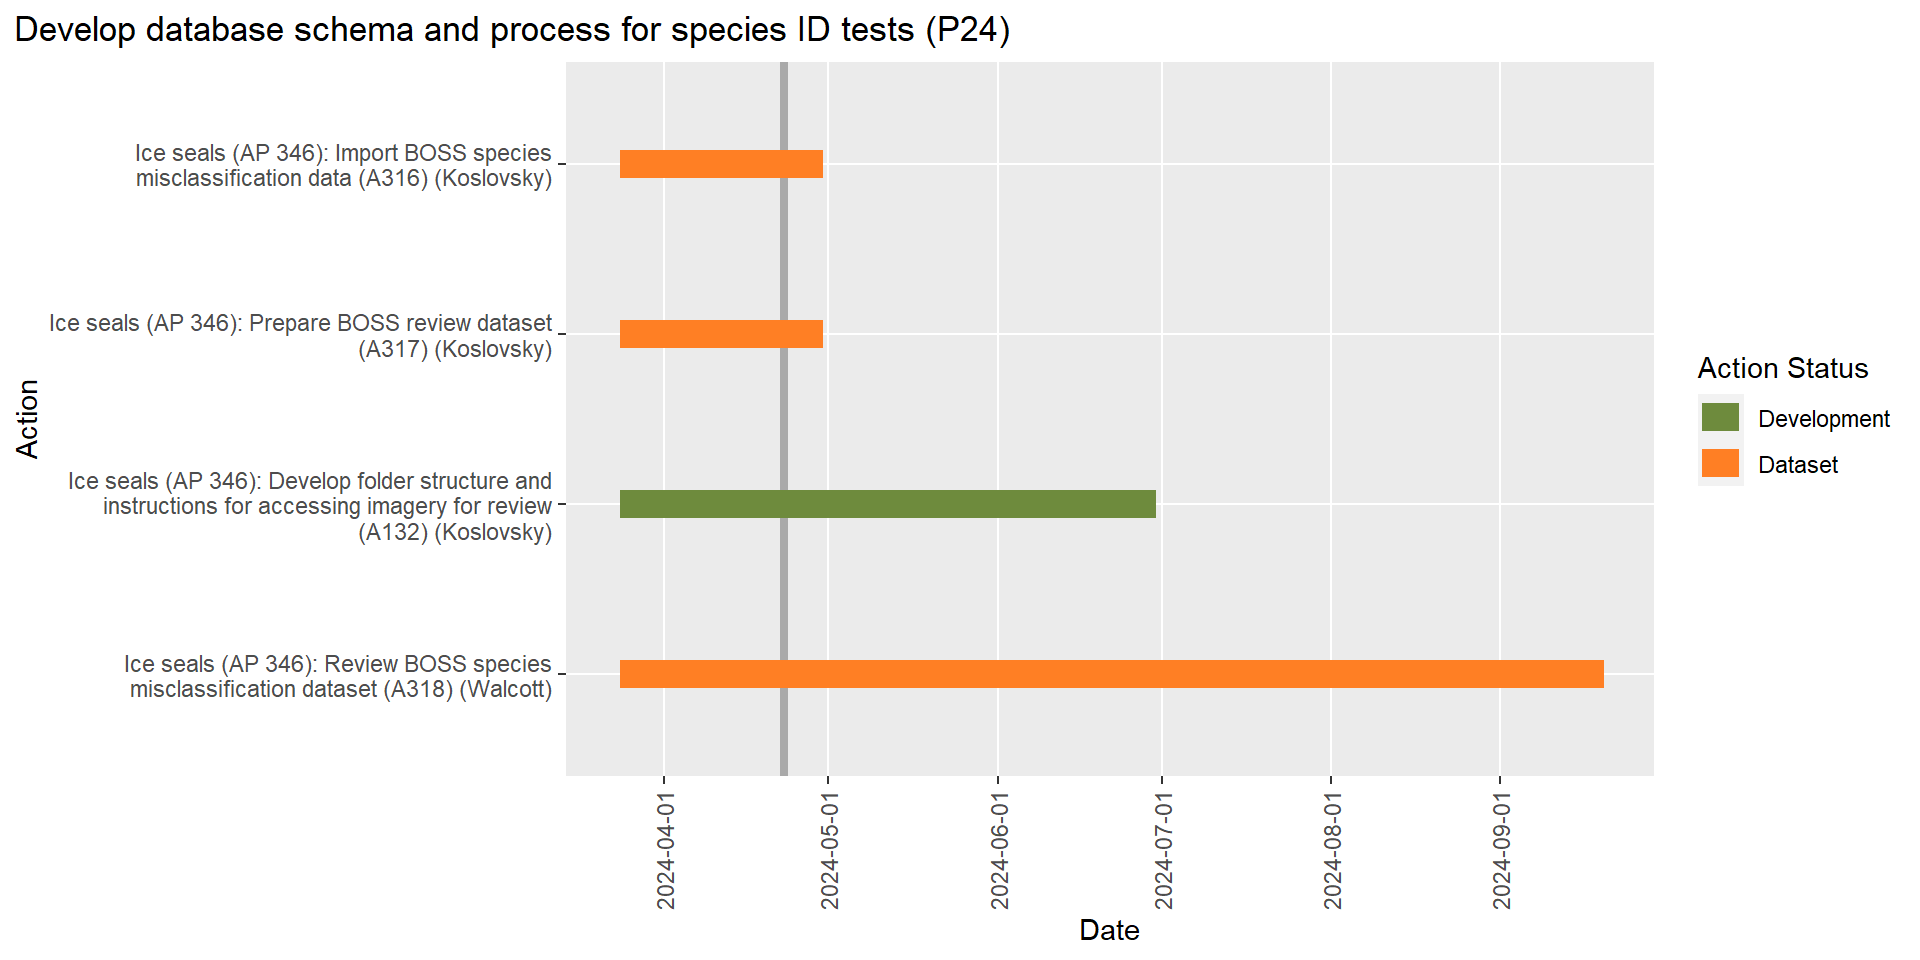 Develop database schema and process for species ID tests (P24)
Ice seals (AP 346): Import BOSS species
misclassification data (A316) (Koslovsky)
Ice seals (AP 346): Prepare BOSS review dataset
(A317) (Koslovsky)
Action
Ice seals (AP 346): Develop folder structure and
instructions for accessing imagery for review
(A132) (Koslovsky)
Ice seals (AP 346): Review BOSS species
misclassification dataset (A318) (Walcott)
2024-04-01
2024-05-01
2024-06-01
2024-07-01
2024-08-01
2024-09-01
Date
Action Status
Development
Dataset